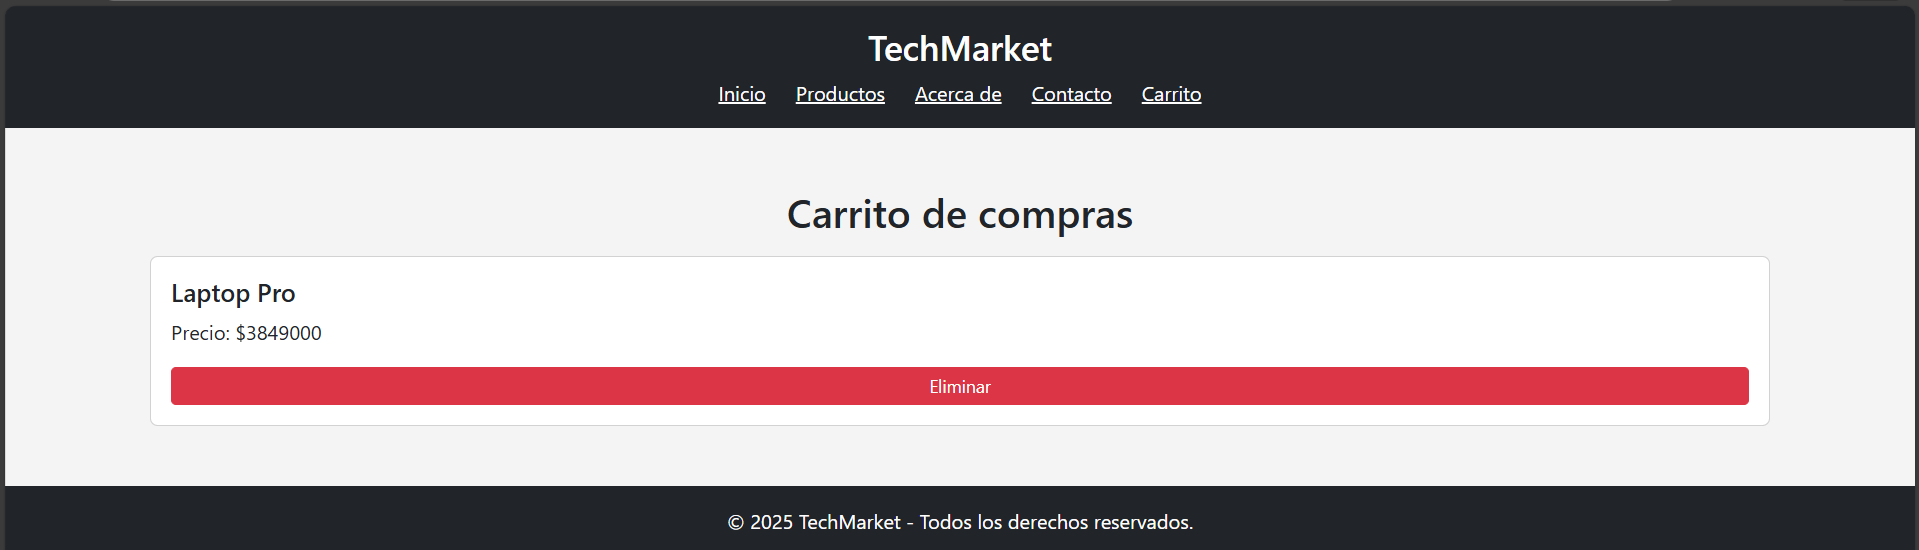 TechMarket
Inicio Productos Acerca de Contacto Carrito
Carrito de compras
Laptop Pro
Precio: $3849000
Eliminar
© 2025 TechMarket - Todos los derechos reservados.